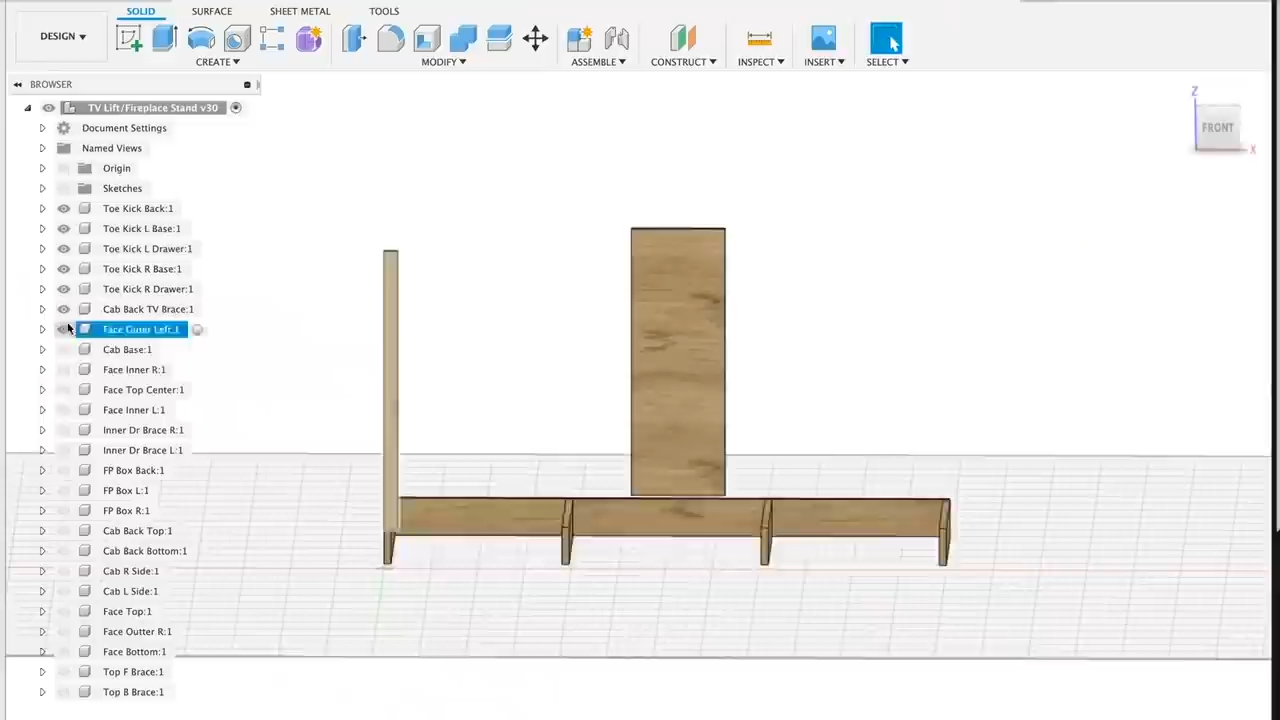 SOLID SURFACE SHEET METAL TOOLS
DESIGN
CREATE MODIFY ASSEMBLE CONSTRUCT INSPECT INSERT SELECT
BROWSER
TV Lift/Fireplace Stand v30
Document Settings
Named Views
Origin
Sketches
Toe Kick Back:1
Toe Kick L Base:1
Toe Kick L Drawer:1
Toe Kick R Base:1
Toe Kick R Drawer:1
Cab Back TV Brace:1
Face Left:1
Cab Base:1
Face Inner R:1
Face Top Center:1
Face Inner L:1
Inner Dr Brace R:1
Inner Dr Brace L:1
FP Box Back:1
FP Box L:1
FP Box R:1
Cab Back Top:1
Cab Back Bottom:1
Cab R Side:1
Cab L Side:1
Face Top:1
Face Outter R:1
Face Bottom:1
Top F Brace:1
Top B Brace:1
Z
FRONT
X